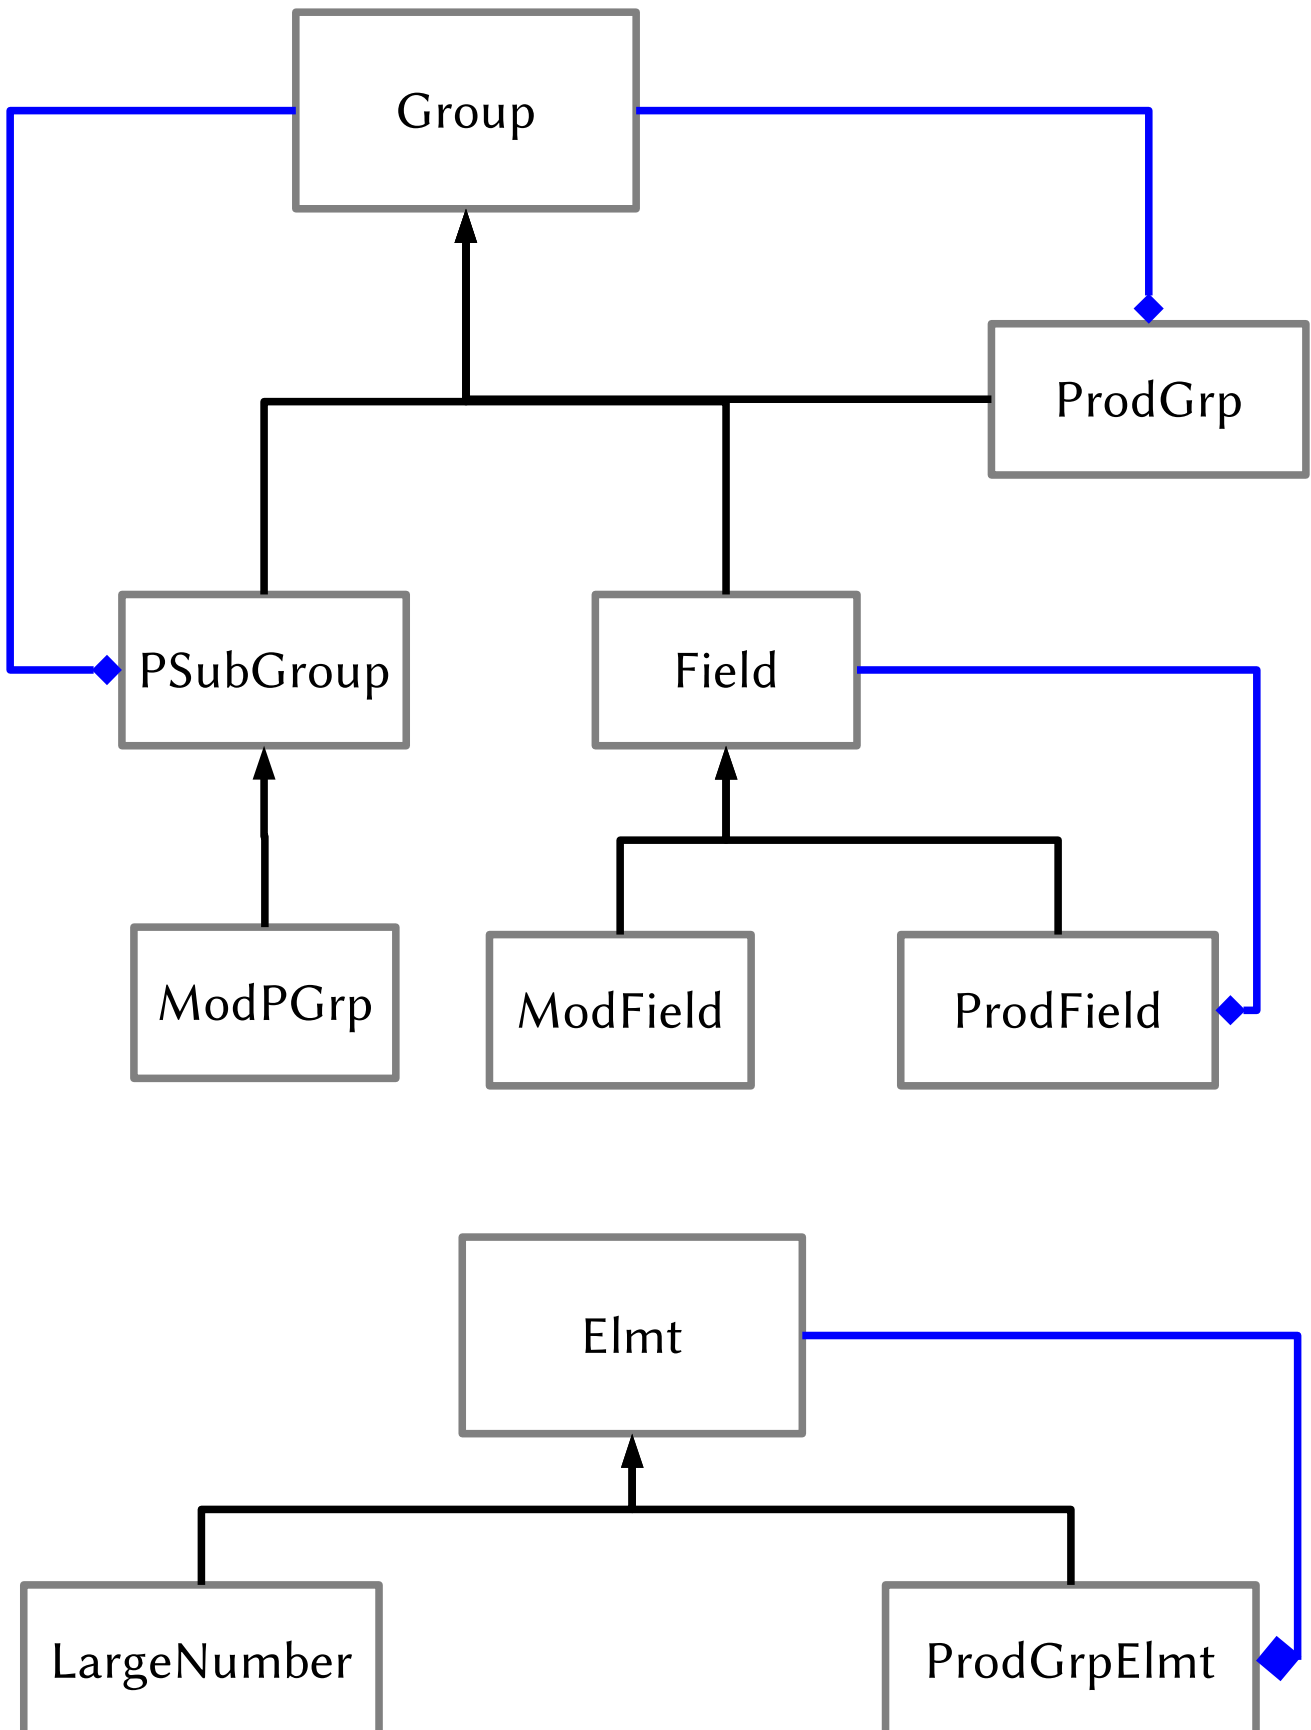 Group
ProdGrp
PSubGroup
Field
ModPGrp
ModField
ProdField
Elmt
LargeNumber
ProdGrpElmt